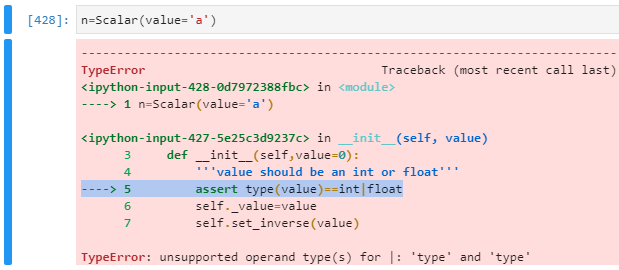 [428]: n=Scalar(value='a')
---------------------------------------------------------------------------
TypeError                                 Traceback (most recent call last)
<ipython-input-428-0d7972388fbc> in <module>
----> 1 n=Scalar(value='a')
<ipython-input-427-5e25c3d9237c> in __init__(self, value)
      3     def __init__(self,value=0):
      4         '''value should be an int or float'''
----> 5         assert type(value)==int|float
      6         self._value=value
      7         self.set_inverse(value)
TypeError: unsupported operand type(s) for |: 'type' and 'type'